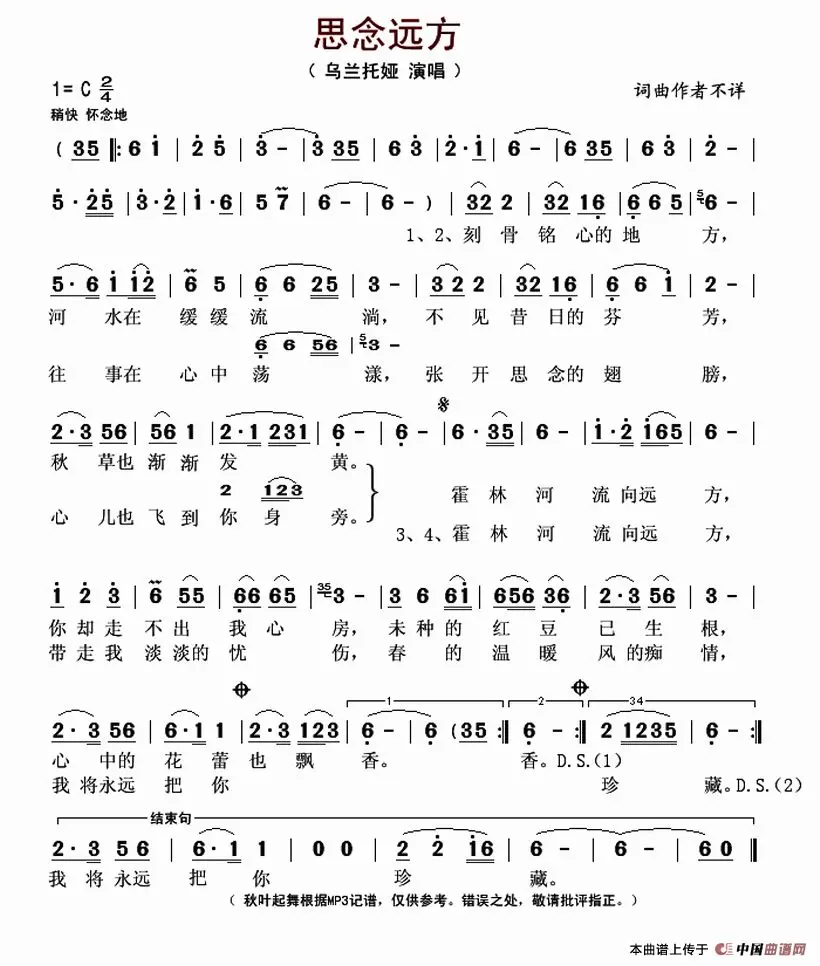 思念远方
（ 乌兰托娅 演唱 ）
1= C 2/4
词曲作者不详
稍快 怀念地
( 35 ‖: 6 1 | 2 5 | 3 - | 3 35 | 6 3 | 2· 1 | 6 - | 6 35 | 6 3 | 2 - |
5· 25 | 3· 2 | 1· 6 | 5 7 | 6 - | 6 - ) | 32 2 | 32 16 | 6 6 5 | 5 6 - |
1、2、刻 骨 铭 心的 地 方，
5· 6 1 12 | 6 5 | 6 6 25 | 3 - | 3 2 2 | 32 16 | 6 6 1 | 2 - |
河 水在 缓缓 流 淌， 不 见 昔 日的 芬 芳，
6 6 56 | 5 3 -
往 事在 心 中 荡 漾， 张 开 思 念的 翅 膀，
2· 3 56 | 56 1 | 2· 1 231 | 6 - | 6 - | 6· 35 | 6 - | 1· 2 165 | 6 - |
秋 草也 渐渐 发 黄。
2 123
霍 林 河 流 向远 方，
心 儿也 飞 到 你 身 旁。
3、4、霍 林 河 流 向远 方，
1 2 3 | 6 55 | 66 65 | 35 3 - | 3 6 61 | 656 36 | 2· 3 56 | 3 - |
你 却 走 不 出 我 心 房， 未 种 的 红 豆 已 生 根，
带 走 我 淡 淡的 忧 伤， 春 的 温 暖 风 的痴 情，
1 2 34
2· 3 56 | 6· 1 1 | 2· 3 123 | 6 - | 6 (35 :‖ 6 - :‖ 2 1235 | 6 - :‖
心 中的 花 蕾 也 飘 香。 香。D.S.(1)
我 将永远 把 你 珍 藏。D.S.(2)
结束句
2· 3 5 6 | 6· 1 1 | 0 0 | 2 2 16 | 6 - | 6 - | 60 ‖
我 将 永远 把 你 珍 藏。
（ 秋叶起舞根据MP3记谱，仅供参考。错误之处，敬请批评指正。）
本曲谱上传于 中国曲谱网